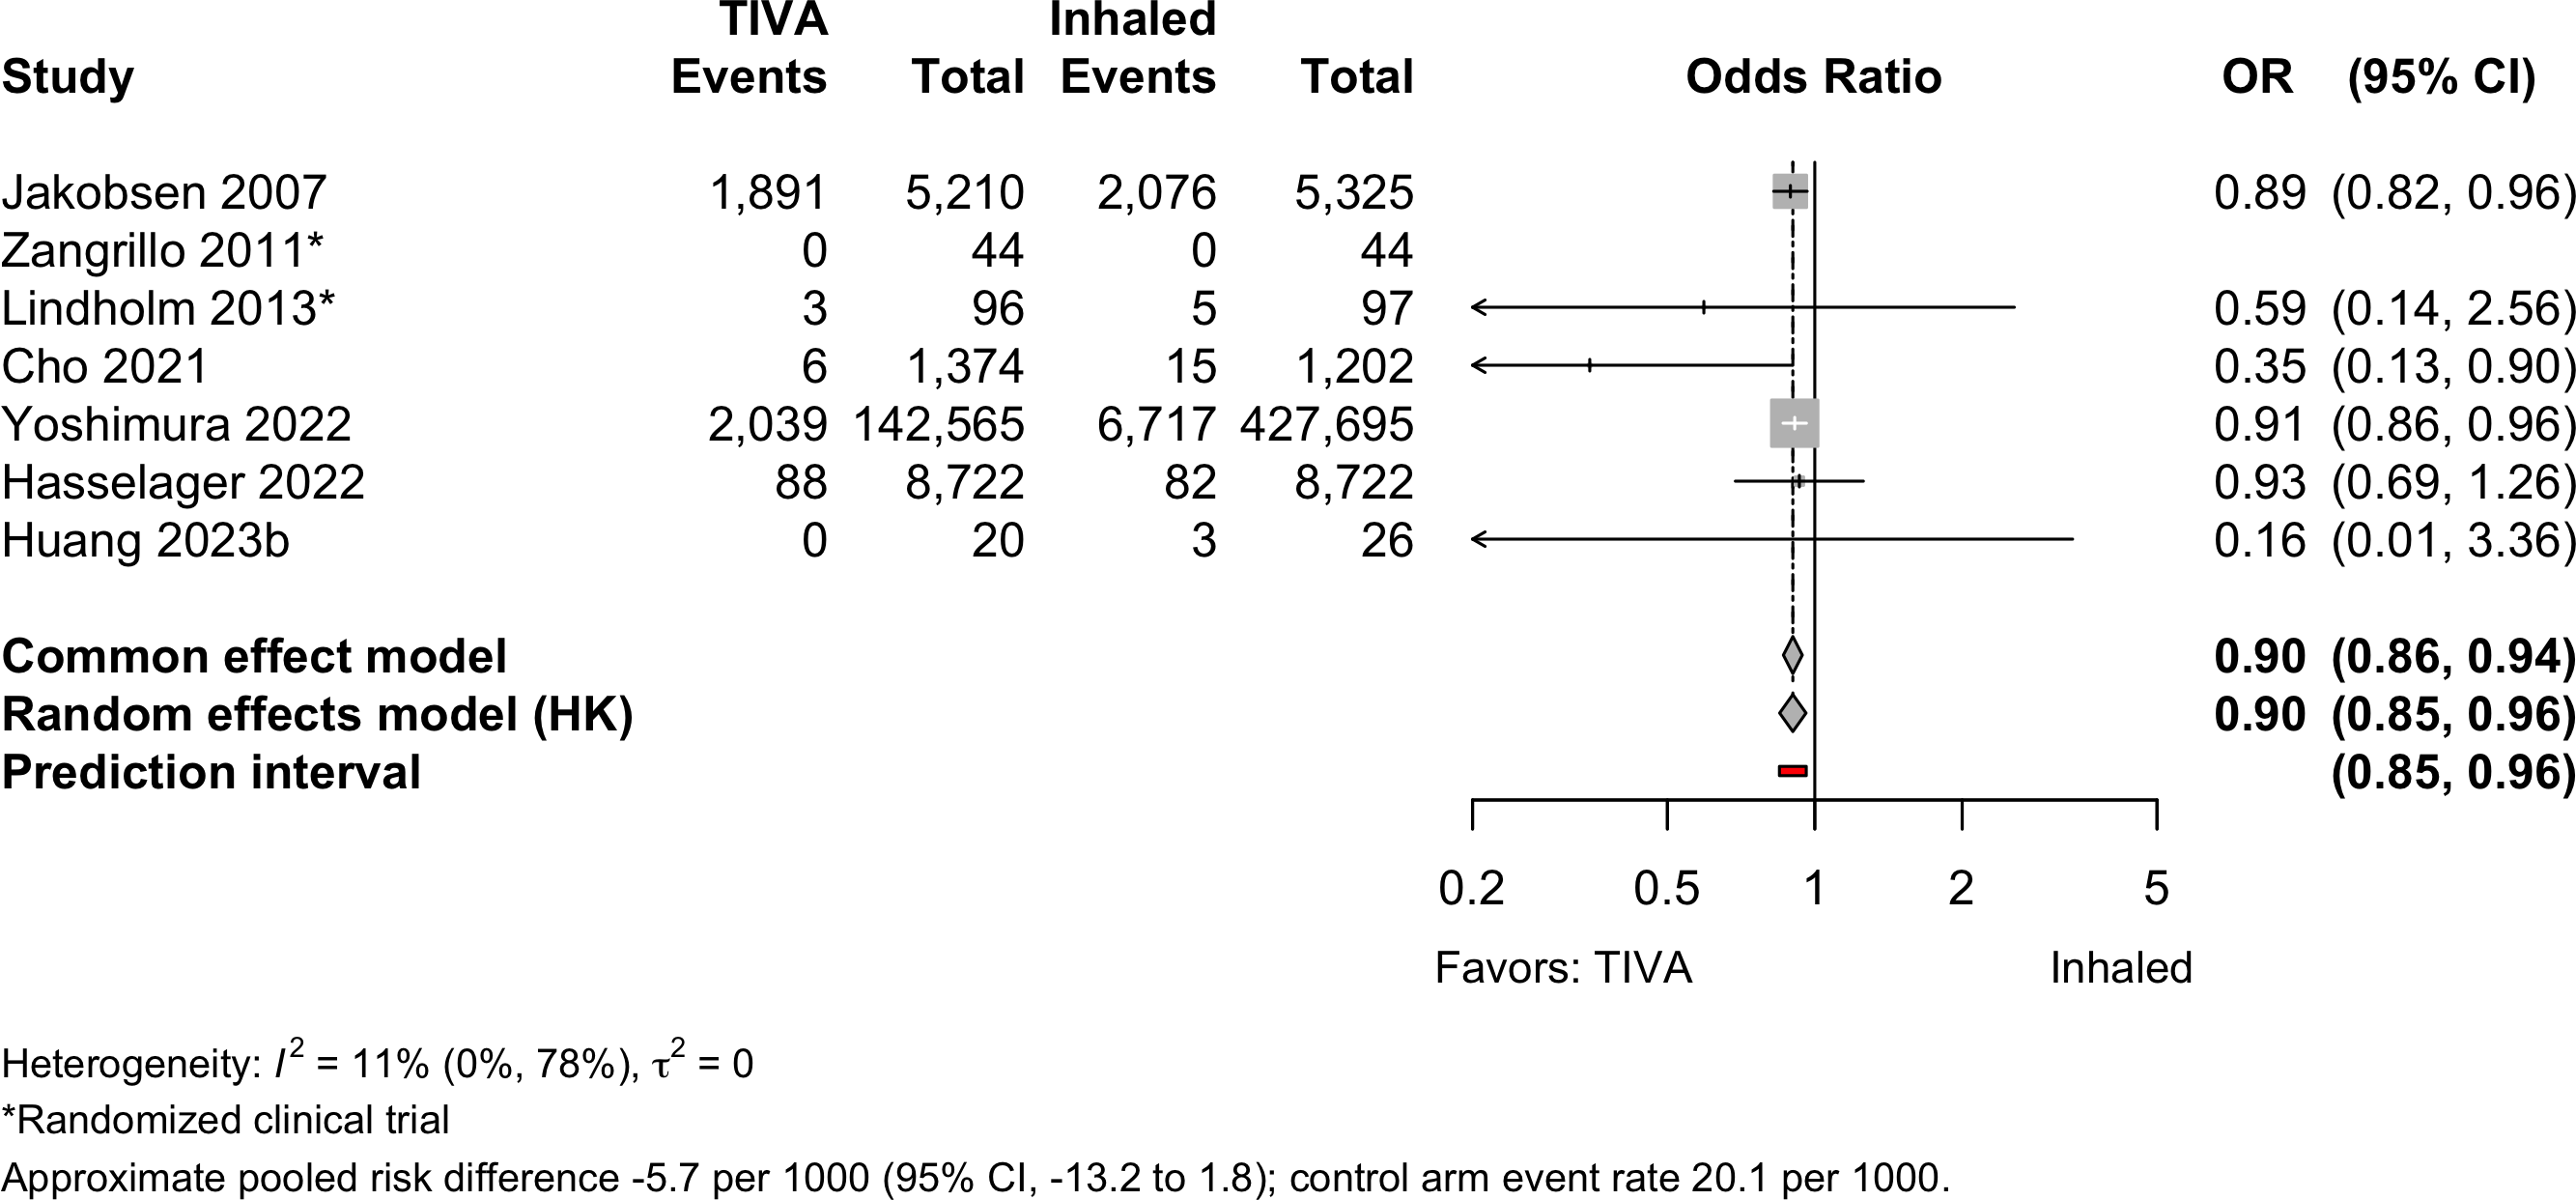 TIVA Inhaled
Study Events Total Events Total Odds Ratio OR (95% CI)
Jakobsen 2007 1,891 5,210 2,076 5,325 0.89 (0.82, 0.96)
Zangrillo 2011* 0 44 0 44
Lindholm 2013* 3 96 5 97 0.59 (0.14, 2.56)
Cho 2021 6 1,374 15 1,202 0.35 (0.13, 0.90)
Yoshimura 2022 2,039 142,565 6,717 427,695 0.91 (0.86, 0.96)
Hasselager 2022 88 8,722 82 8,722 0.93 (0.69, 1.26)
Huang 2023b 0 20 3 26 0.16 (0.01, 3.36)
Common effect model 0.90 (0.86, 0.94)
Random effects model (HK) 0.90 (0.85, 0.96)
Prediction interval (0.85, 0.96)
0.2 0.5 1 2 5
Favors: TIVA Inhaled
Heterogeneity: I² = 11% (0%, 78%), τ² = 0
*Randomized clinical trial
Approximate pooled risk difference -5.7 per 1000 (95% CI, -13.2 to 1.8); control arm event rate 20.1 per 1000.